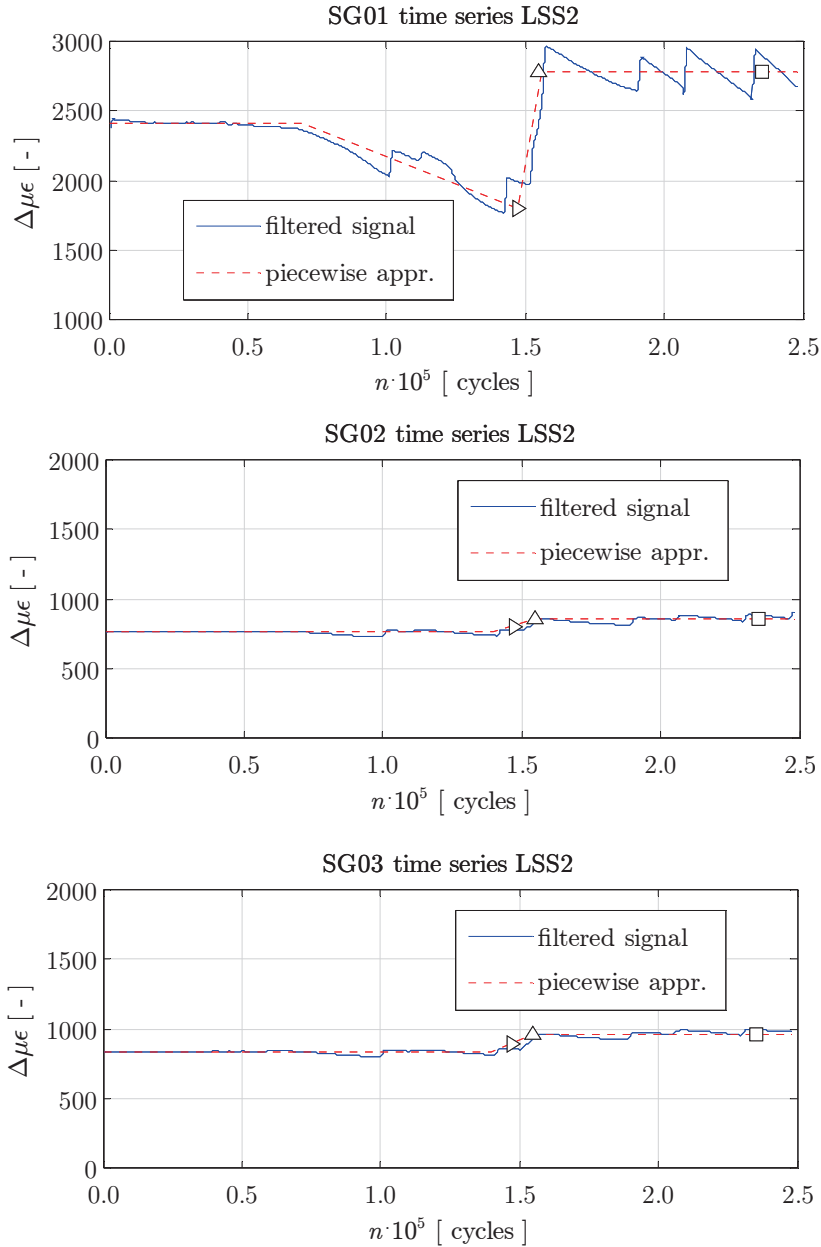 SG01 time series LSS2
3000
2500
2000
1500
1000
Δμϵ [ - ]
filtered signal
piecewise appr.
0.0 0.5 1.0 1.5 2.0 2.5
n·10⁵ [ cycles ]
SG02 time series LSS2
2000
1500
1000
500
0
Δμϵ [ - ]
filtered signal
piecewise appr.
0.0 0.5 1.0 1.5 2.0 2.5
n·10⁵ [ cycles ]
SG03 time series LSS2
2000
1500
1000
500
0
Δμϵ [ - ]
filtered signal
piecewise appr.
0.0 0.5 1.0 1.5 2.0 2.5
n·10⁵ [ cycles ]